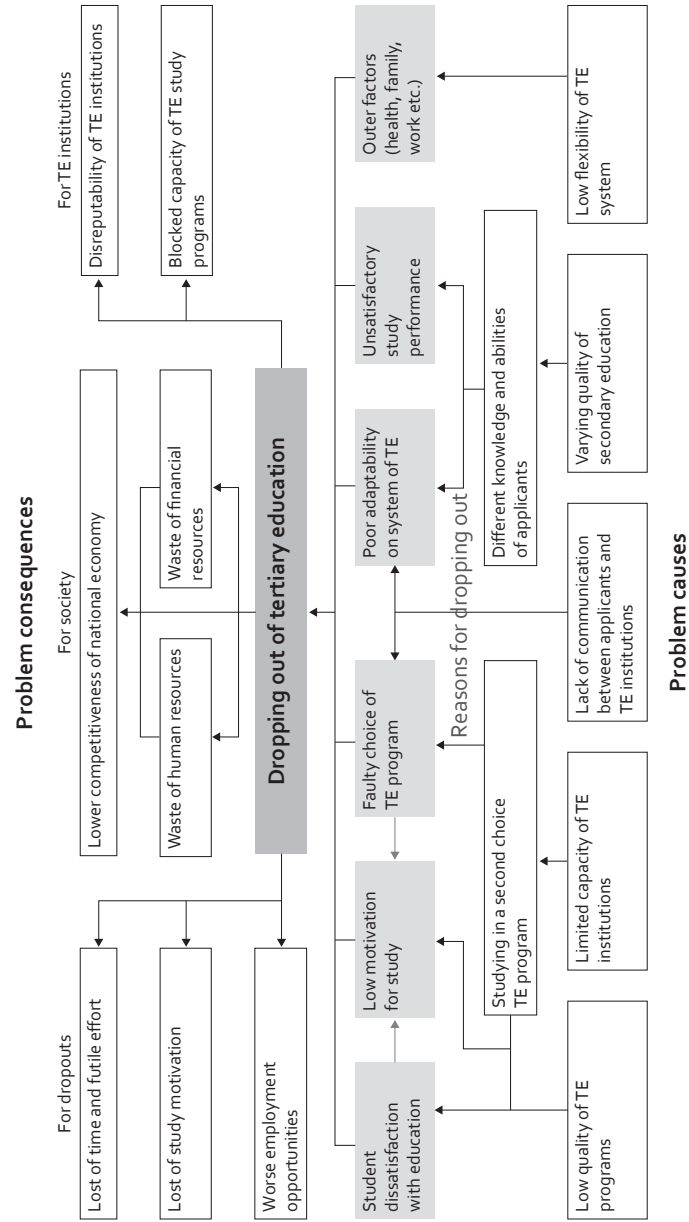 Problem consequences
For dropouts
For society
For TE institutions
Lost of time and futile effort
Lower competitiveness of national economy
Disreputability of TE institutions
Lost of study motivation
Waste of human resources
Waste of financial
resources
Blocked capacity of TE study
programs
Worse employment
opportunities
Dropping out of tertiary education
Student
dissatisfaction
with education
Low motivation
for study
Faulty choice of
TE program
Poor adaptability
on system of TE
Unsatisfactory
study
performance
Outer factors
(health, family,
work etc.)
Reasons for dropping out
Studying in a second choice
TE program
Different knowledge and abilities
of applicants
Low quality of TE
programs
Limited capacity of TE
institutions
Lack of communication
between applicants and
TE institutions
Varying quality of
secondary education
Low flexibility of TE
system
Problem causes